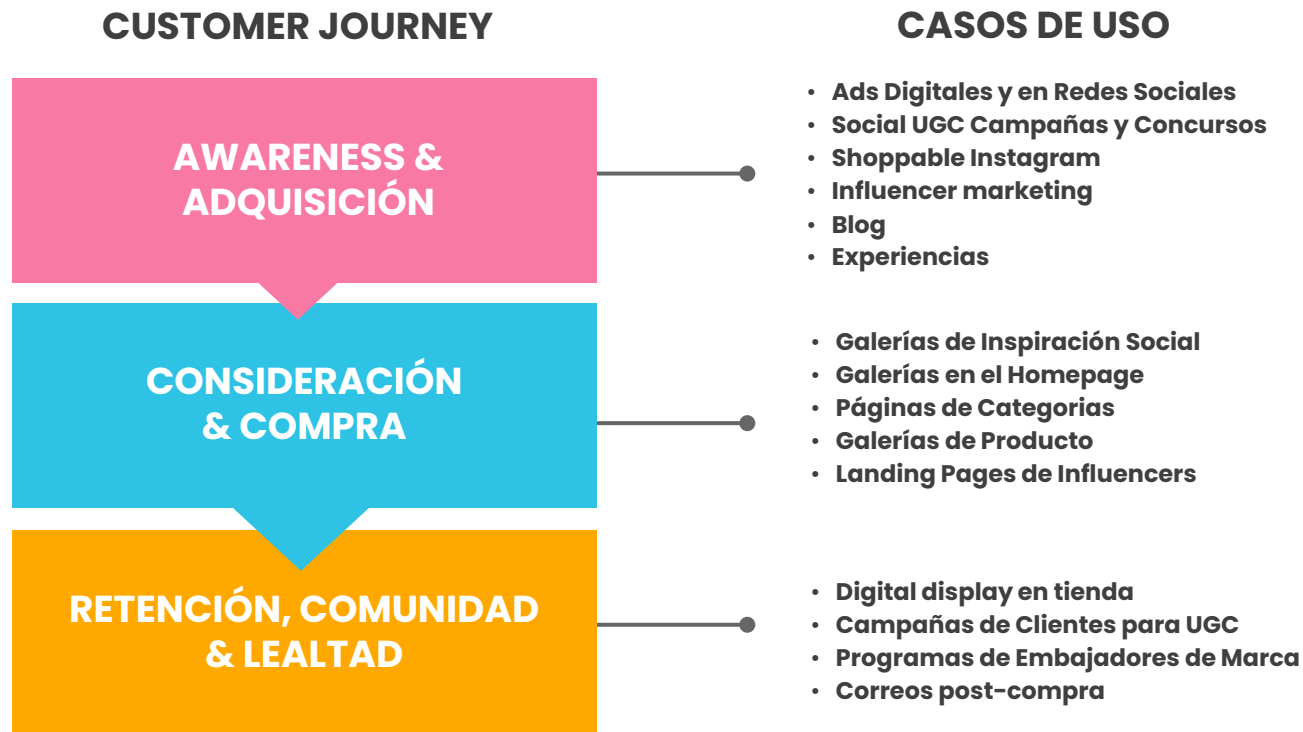 CUSTOMER JOURNEY
CASOS DE USO
AWARENESS &
ADQUISICIÓN
• Ads Digitales y en Redes Sociales
• Social UGC Campañas y Concursos
• Shoppable Instagram
• Influencer marketing
• Blog
• Experiencias
CONSIDERACIÓN
& COMPRA
• Galerías de Inspiración Social
• Galerías en el Homepage
• Páginas de Categorias
• Galerías de Producto
• Landing Pages de Influencers
RETENCIÓN, COMUNIDAD
& LEALTAD
• Digital display en tienda
• Campañas de Clientes para UGC
• Programas de Embajadores de Marca
• Correos post-compra